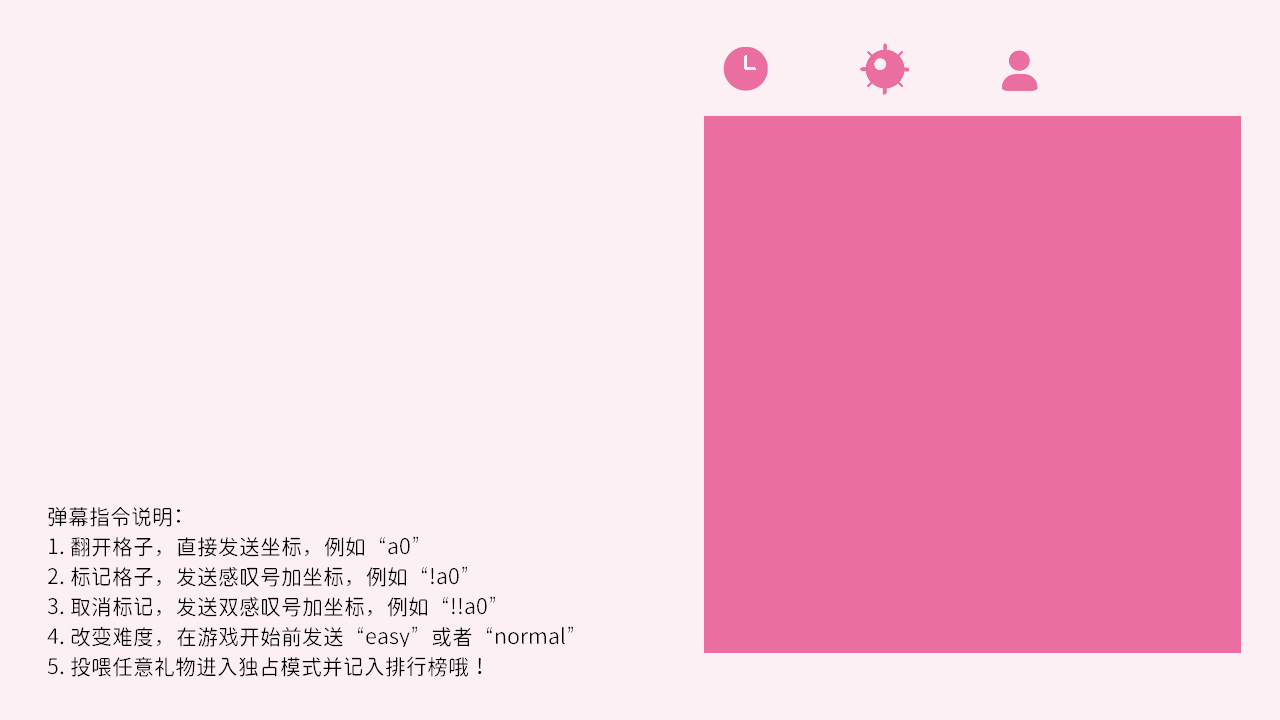 弹幕指令说明：
1. 翻开格子，直接发送坐标，例如“a0”
2. 标记格子，发送感叹号加坐标，例如“!a0”
3. 取消标记，发送双感叹号加坐标，例如“!!a0”
4. 改变难度，在游戏开始前发送“easy”或者“normal”
5. 投喂任意礼物进入独占模式并记入排行榜哦！